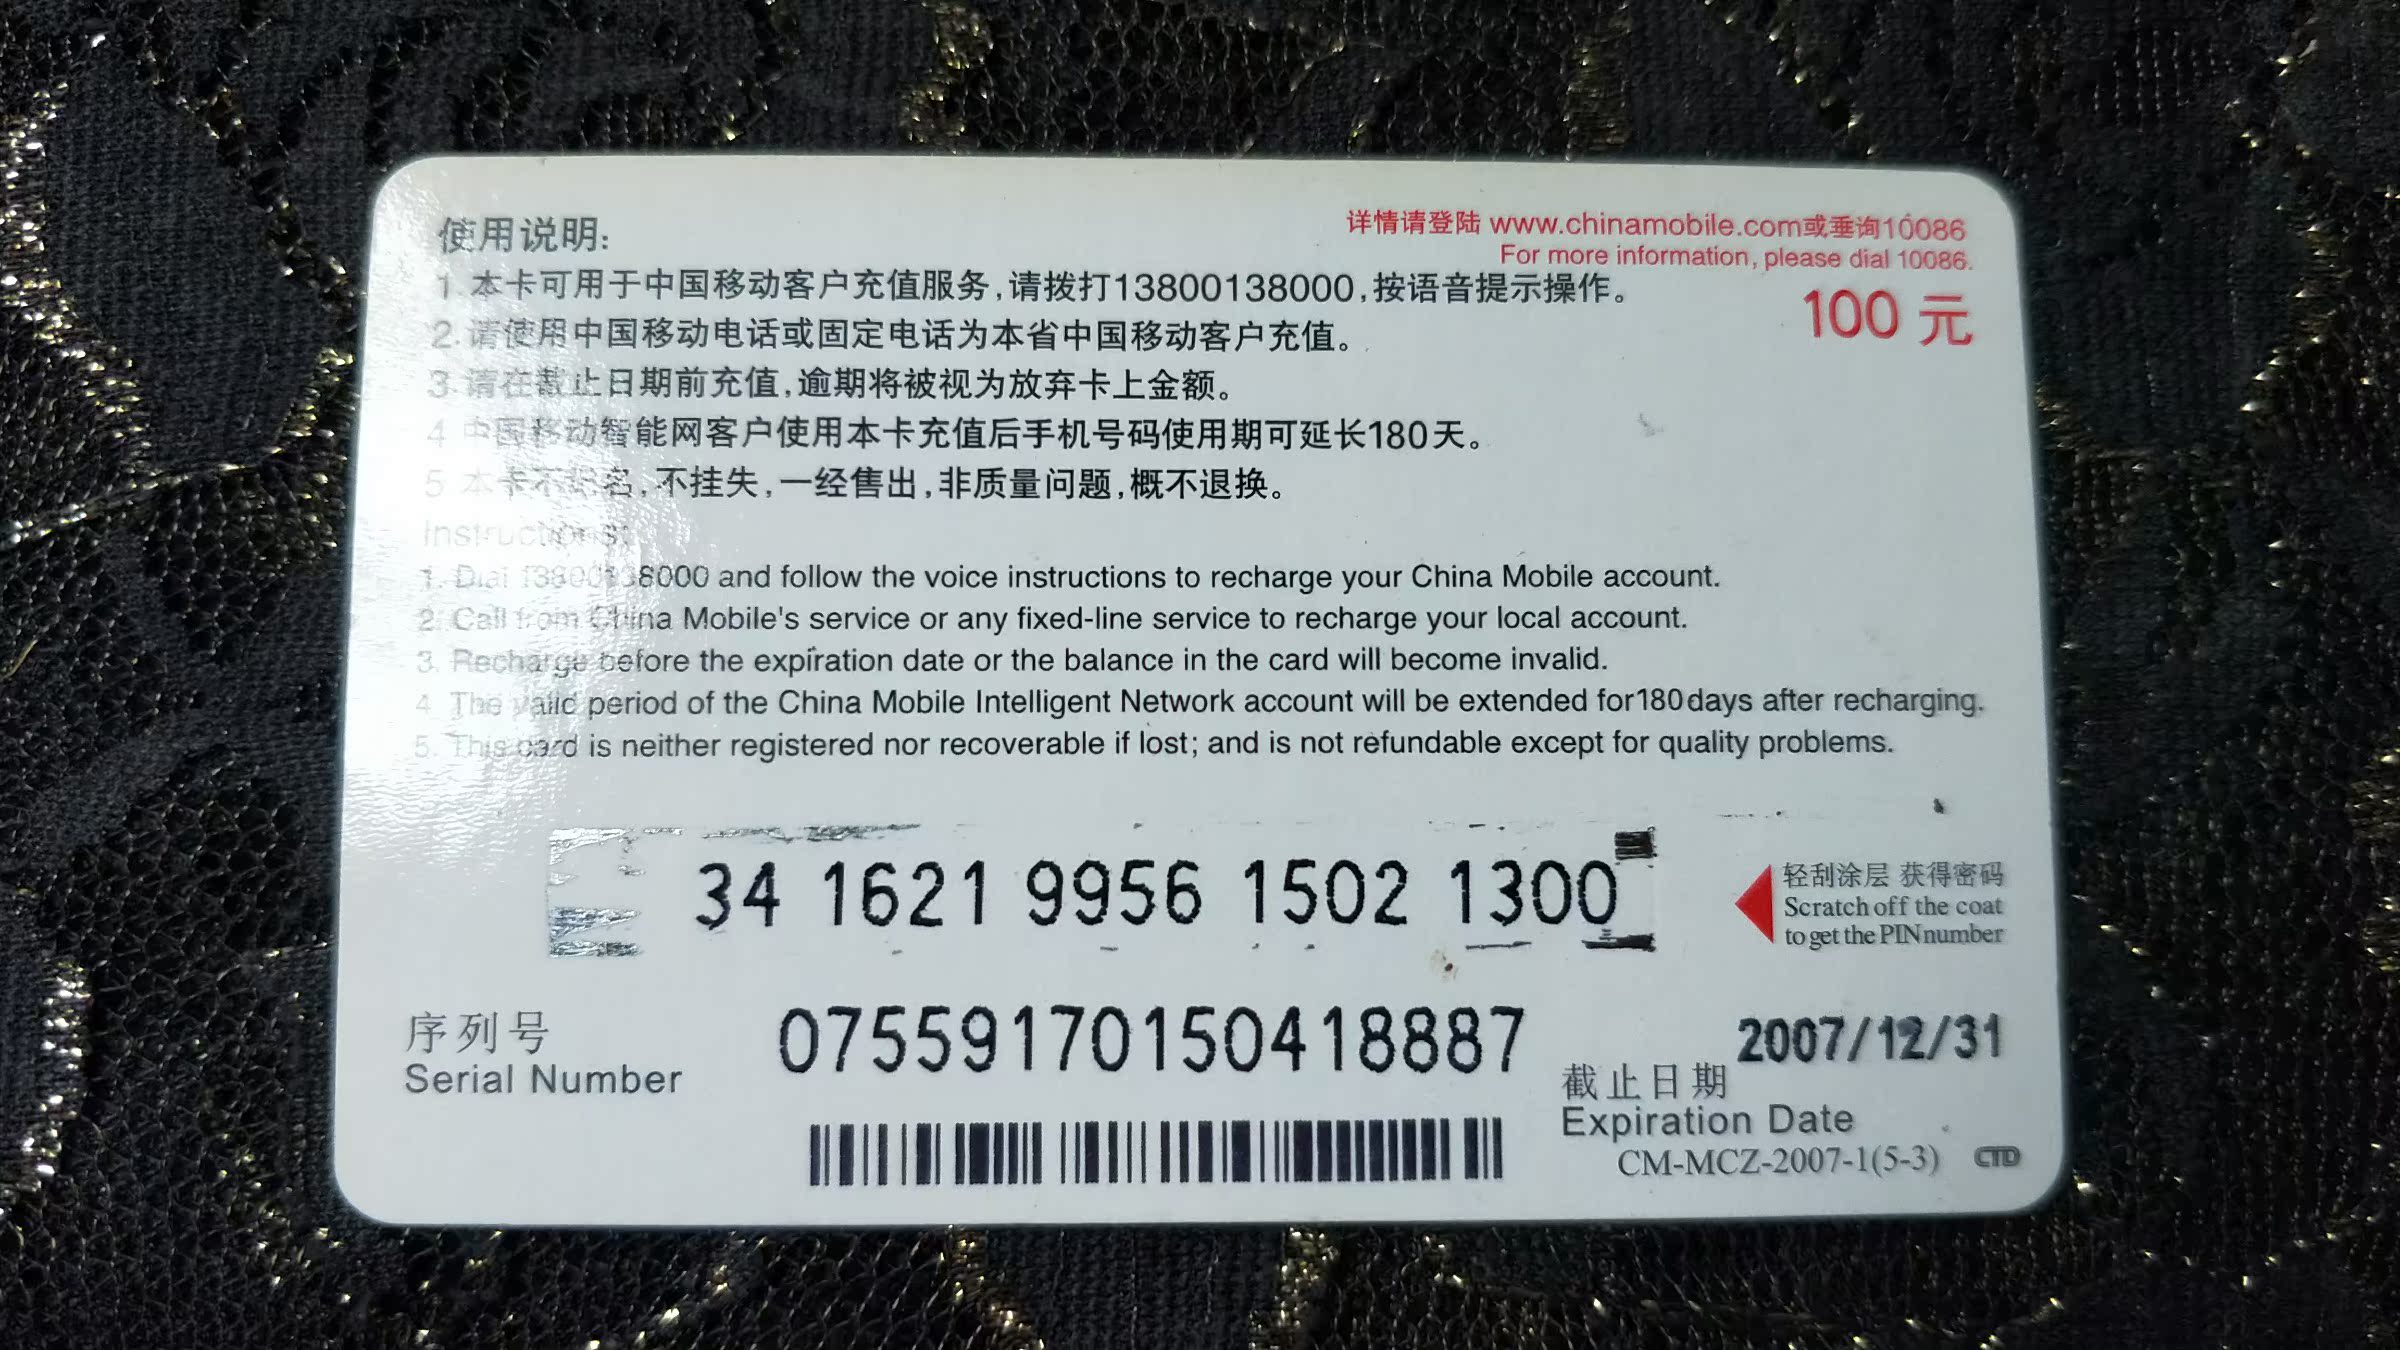 使用说明:
详情请登陆 www.chinamobile.com或垂询10086
For more information, please dial 10086.
100 元
1. 本卡可用于中国移动客户充值服务,请拨打13800138000,按语音提示操作。
2. 请使用中国移动电话或固定电话为本省中国移动客户充值。
3. 请在截止日期前充值,逾期将被视为放弃卡上金额。
4 中国移动智能网客户使用本卡充值后手机号码使用期可延长180天。
5 本卡不记名,不挂失,一经售出,非质量问题,概不退换。
Instructions:
1. Dial 13800138000 and follow the voice instructions to recharge your China Mobile account.
2. Call from China Mobile's service or any fixed-line service to recharge your local account.
3. Recharge before the expiration date or the balance in the card will become invalid.
4 The valid period of the China Mobile Intelligent Network account will be extended for180days after recharging.
5. This card is neither registered nor recoverable if lost; and is not refundable except for quality problems.
34 1621 9956 1502 1300
轻刮涂层 获得密码
Scratch off the coat
to get the PIN number
序列号
Serial Number
07559170150418887
2007/12/31
截止日期
Expiration Date
CM-MCZ-2007-1(5-3)
CTD